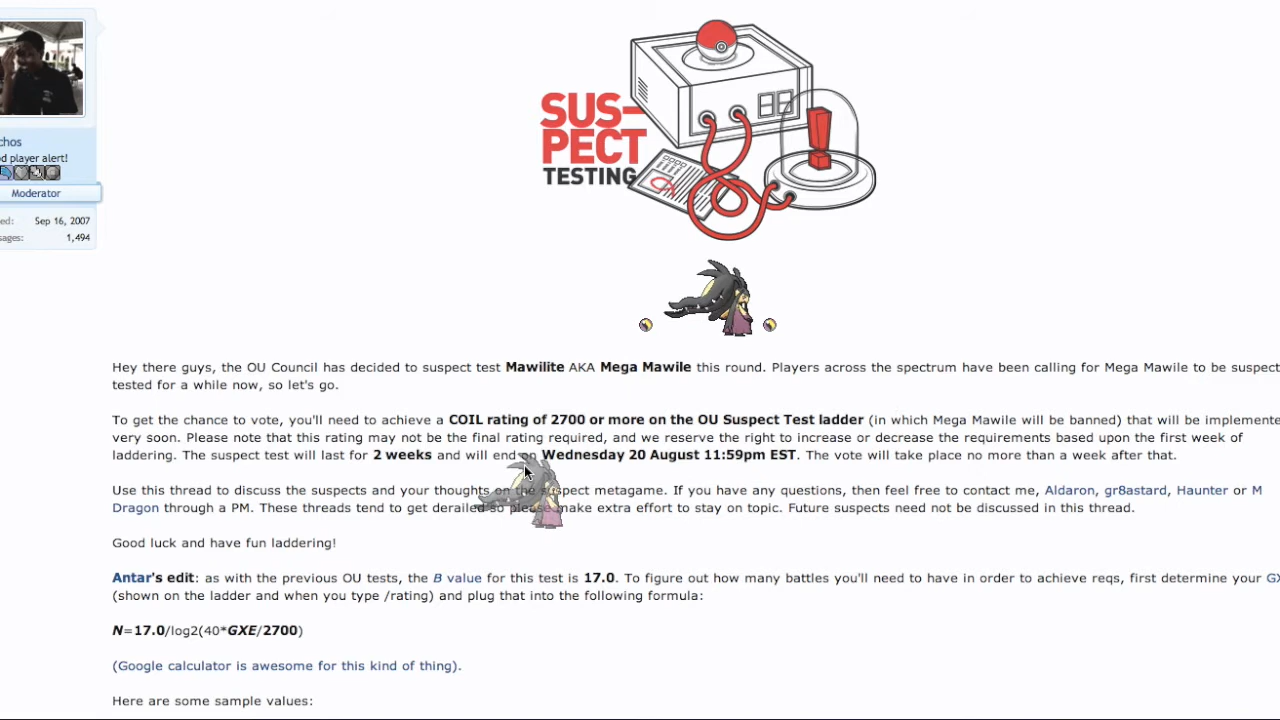 SUS-
PECT
TESTING
chos
d player alert!
Moderator
ed: Sep 16, 2007
sages: 1,494
Hey there guys, the OU Council has decided to suspect test Mawilite AKA Mega Mawile this round. Players across the spectrum have been calling for Mega Mawile to be suspect
tested for a while now, so let's go.
To get the chance to vote, you'll need to achieve a COIL rating of 2700 or more on the OU Suspect Test ladder (in which Mega Mawile will be banned) that will be implemente
very soon. Please note that this rating may not be the final rating required, and we reserve the right to increase or decrease the requirements based upon the first week of
laddering. The suspect test will last for 2 weeks and will end on Wednesday 20 August 11:59pm EST. The vote will take place no more than a week after that.
Use this thread to discuss the suspects and your thoughts on the suspect metagame. If you have any questions, then feel free to contact me, Aldaron, gr8astard, Haunter or M
Dragon through a PM. These threads tend to get derailed so please make extra effort to stay on topic. Future suspects need not be discussed in this thread.
Good luck and have fun laddering!
Antar's edit: as with the previous OU tests, the B value for this test is 17.0. To figure out how many battles you'll need to have in order to achieve reqs, first determine your GX
(shown on the ladder and when you type /rating) and plug that into the following formula:
N=17.0/log2(40*GXE/2700)
(Google calculator is awesome for this kind of thing).
Here are some sample values: